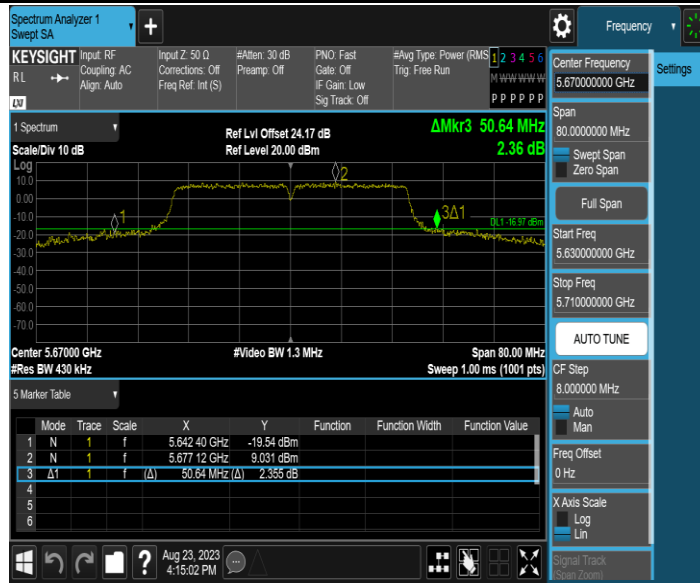 Spectrum Analyzer 1
Swept SA
Frequency
KEYSIGHT
RL
LXI
Input: RF
Coupling: AC
Align: Auto
Input Z: 50 Ω
Corrections: Off
Freq Ref: Int (S)
#Atten: 30 dB
Preamp: Off
PNO: Fast
Gate: Off
IF Gain: Low
Sig Track: Off
#Avg Type: Power (RMS
Trig: Free Run
1 2 3 4 5 6
M W W W W W
P P P P P P
Center Frequency
5.670000000 GHz
Settings
Span
80.0000000 MHz
Swept Span
Zero Span
Full Span
Start Freq
5.630000000 GHz
Stop Freq
5.710000000 GHz
AUTO TUNE
CF Step
8.000000 MHz
Auto
Man
Freq Offset
0 Hz
X Axis Scale
Log
Lin
Signal Track
(Span Zoom)
1 Spectrum
Scale/Div 10 dB
Ref Lvl Offset 24.17 dB
Ref Level 20.00 dBm
ΔMkr3 50.64 MHz
2.36 dB
Log
10.0
0.00
-10.0
-20.0
-30.0
-40.0
-50.0
-60.0
-70.0
1
2
3Δ1
DL1 -16.97 dBm
Center 5.67000 GHz
#Video BW 1.3 MHz
Span 80.00 MHz
#Res BW 430 kHz
Sweep 1.00 ms (1001 pts)
5 Marker Table
Mode Trace Scale X Y Function Function Width Function Value
1 N 1 f 5.642 40 GHz -19.54 dBm
2 N 1 f 5.677 12 GHz 9.031 dBm
3 Δ1 1 f (Δ) 50.64 MHz (Δ) 2.355 dB
4
5
6
?
Aug 23, 2023
4:15:02 PM